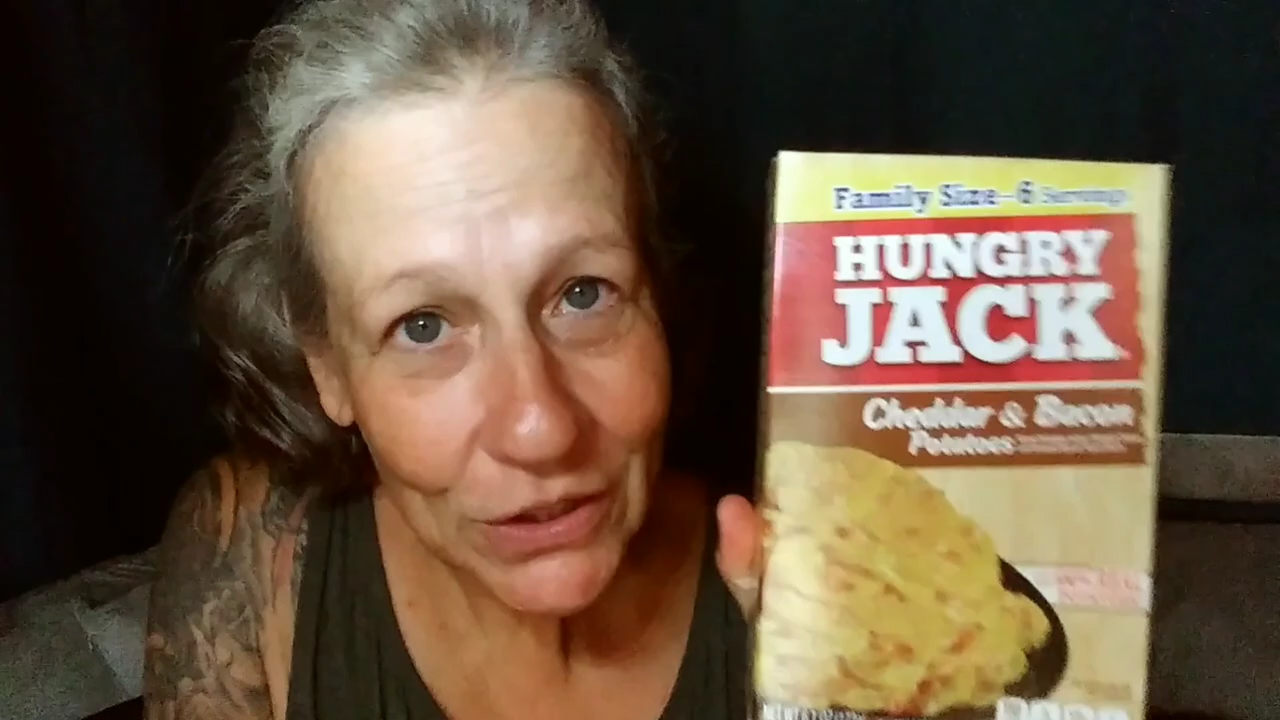 Family Size-6 Servings
HUNGRY
JACK
Cheddar & Bacon
Potatoes